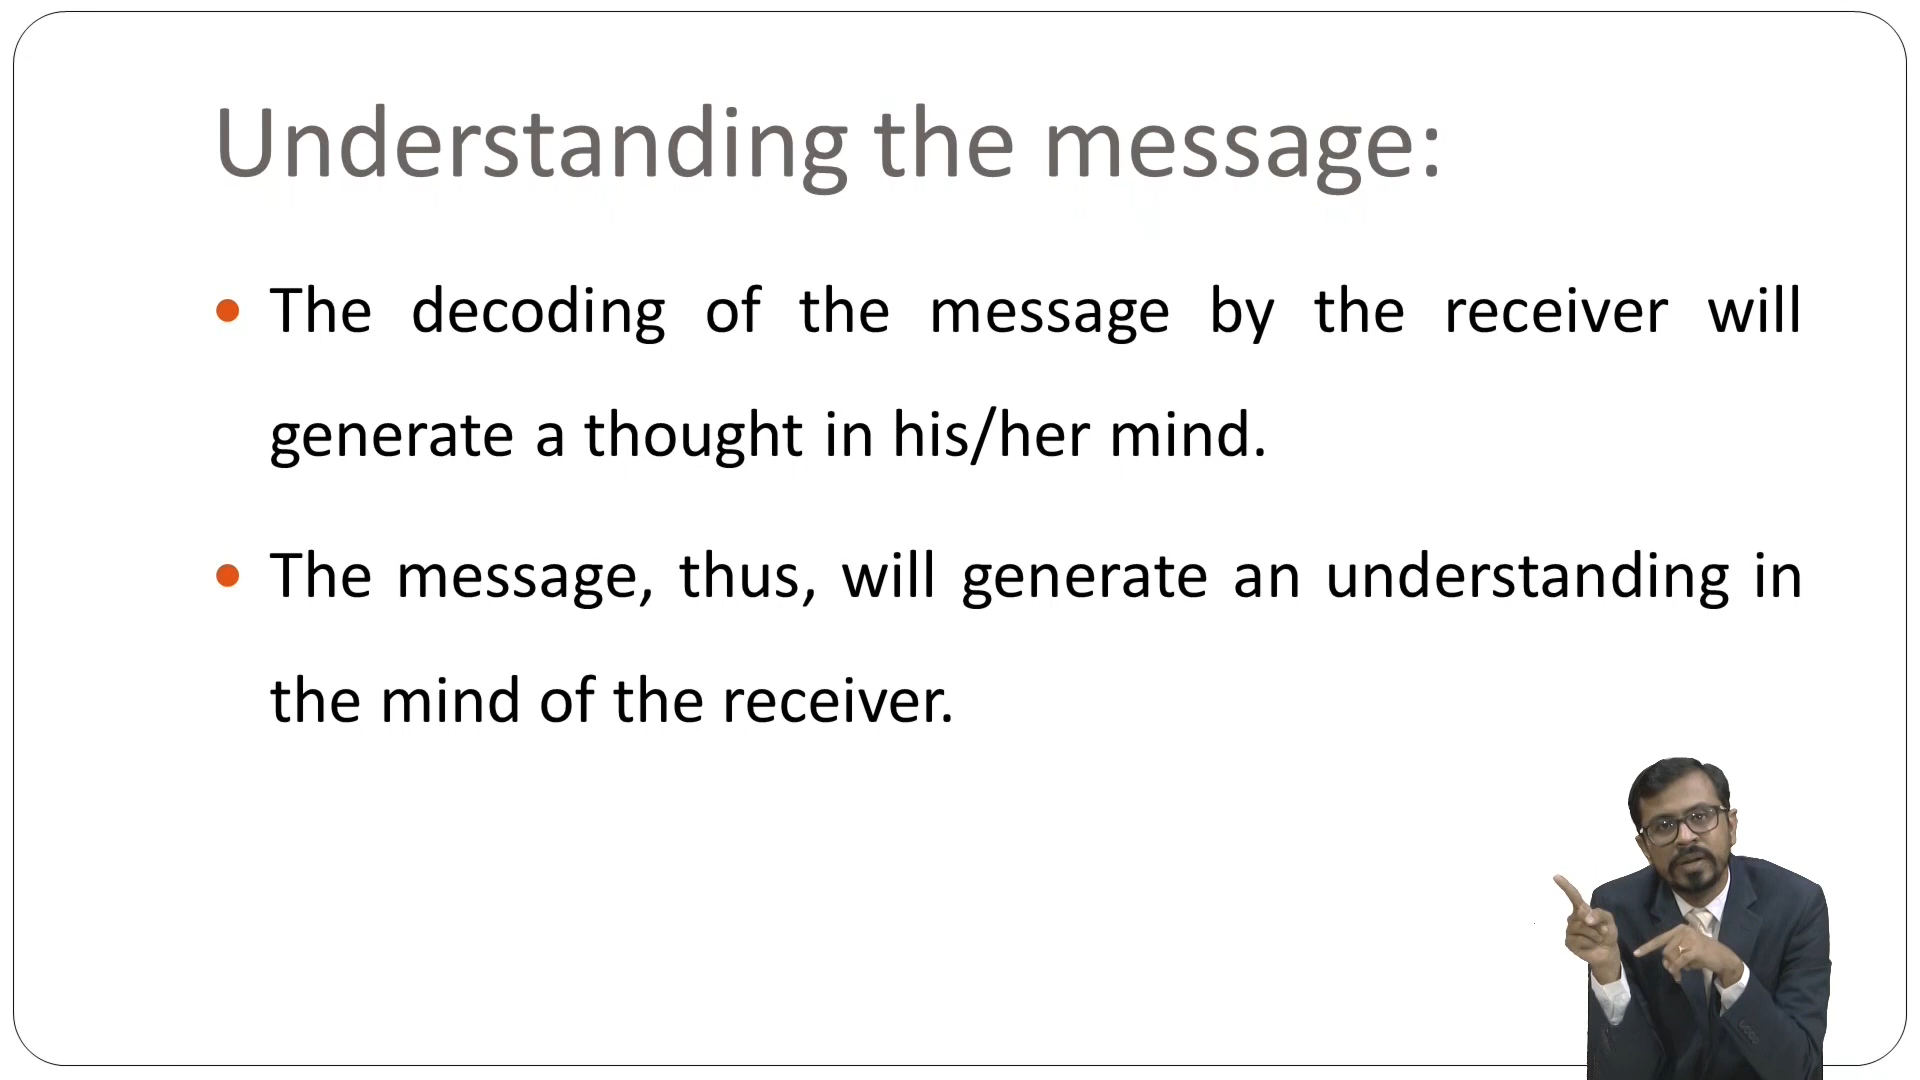 Understanding the message:
The decoding of the message by the receiver will
generate a thought in his/her mind.
The message, thus, will generate an understanding in
the mind of the receiver.